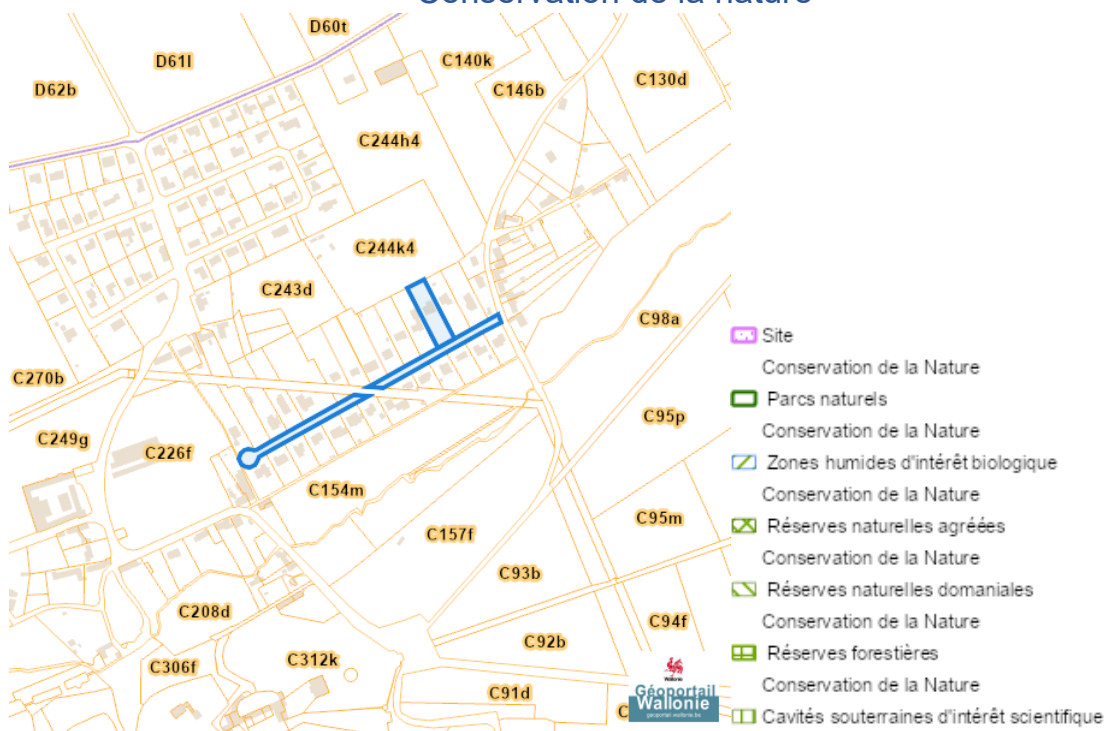 Conservation de la nature
D60t
D61l
C140k
D62b
C146b
C130d
C244h4
C244k4
C243d
C98a
C270b
C249g
C226f
C95p
C154m
C157f
C95m
C93b
C208d
C94f
C92b
C306f
C312k
C91d
Wallonie
Géoportail
Wallonie
geoportail.wallonie.be
Site
Conservation de la Nature
Parcs naturels
Conservation de la Nature
Zones humides d'intérêt biologique
Conservation de la Nature
Réserves naturelles agréées
Conservation de la Nature
Réserves naturelles domaniales
Conservation de la Nature
Réserves forestières
Conservation de la Nature
Cavités souterraines d'intérêt scientifique